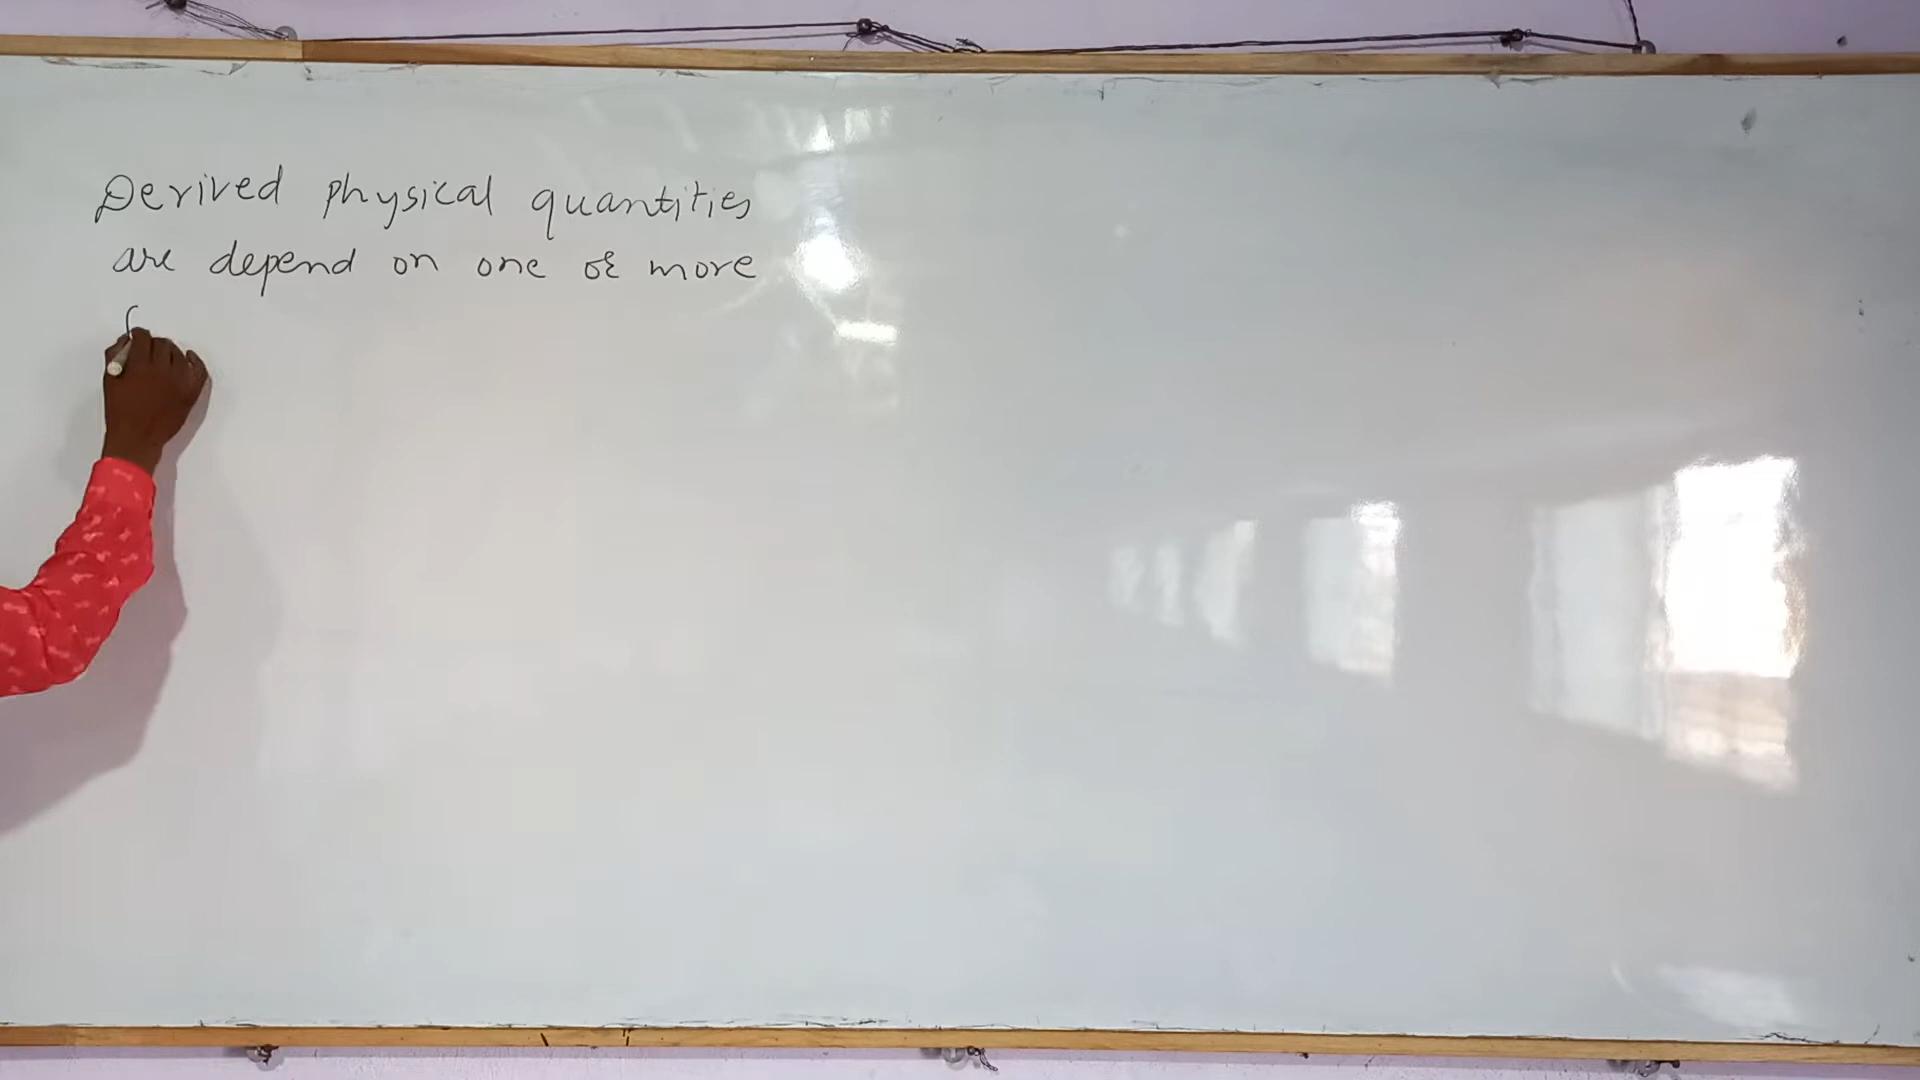 Derived physical quantities
are depend on one or more